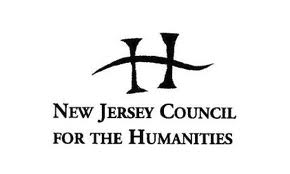 H
NEW JERSEY COUNCIL
FOR THE HUMANITIES